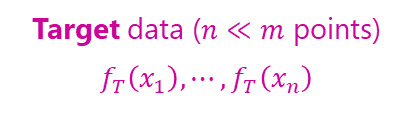 Target data (n ≪ m points)
f_T(x_1), ⋯, f_T(x_n)